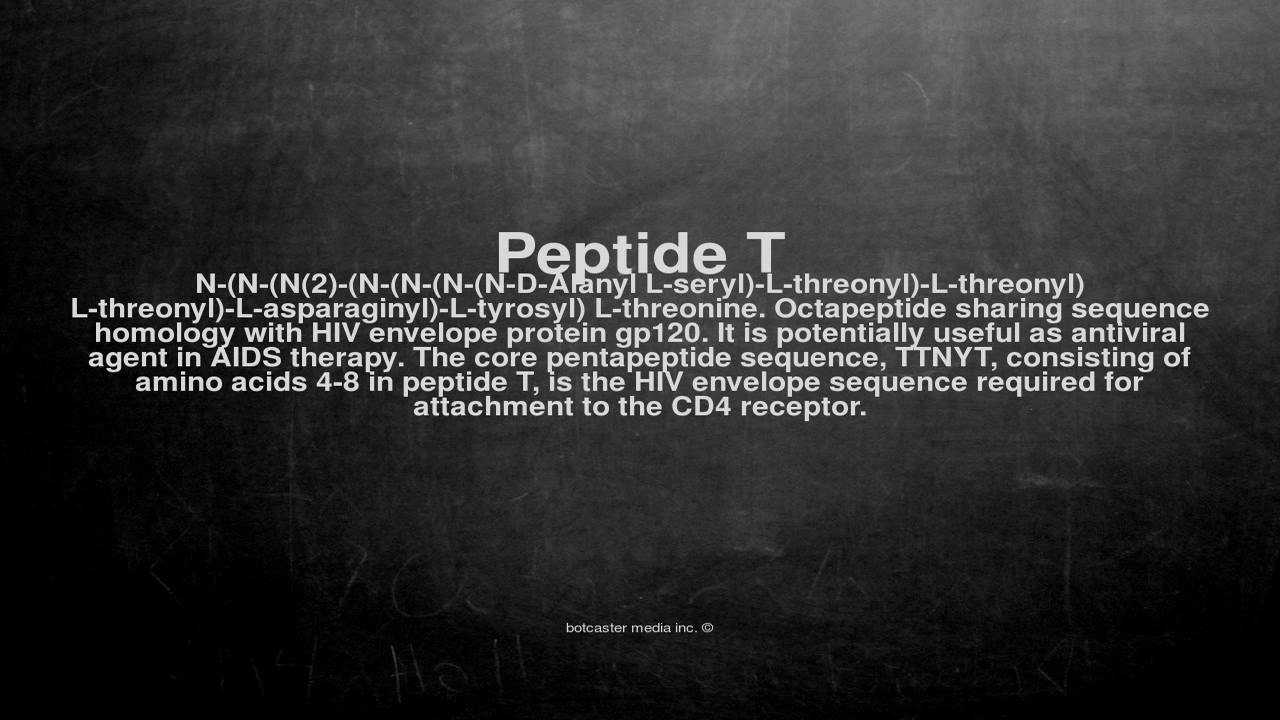 Peptide T
N-(N-(N(2)-(N-(N-(N-(N-D-Alanyl L-seryl)-L-threonyl)-L-threonyl)
L-threonyl)-L-asparaginyl)-L-tyrosyl) L-threonine. Octapeptide sharing sequence
homology with HIV envelope protein gp120. It is potentially useful as antiviral
agent in AIDS therapy. The core pentapeptide sequence, TTNYT, consisting of
amino acids 4-8 in peptide T, is the HIV envelope sequence required for
attachment to the CD4 receptor.
botcaster media inc. ©